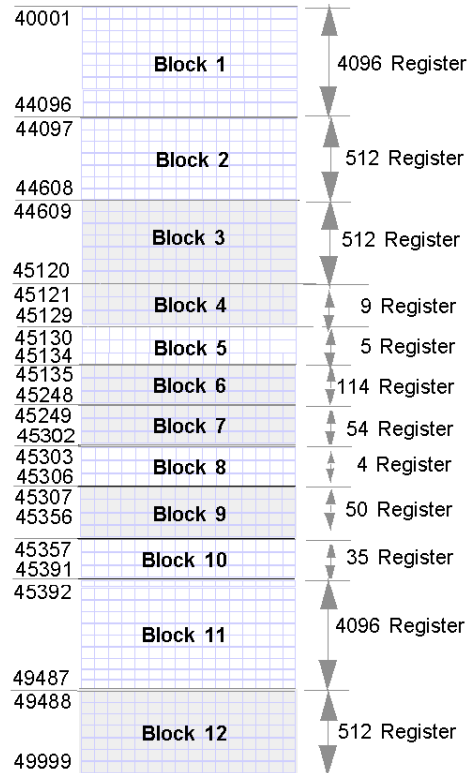 40001
Block 1
4096 Register
44096
44097
Block 2
512 Register
44608
44609
Block 3
512 Register
45120
45121
Block 4
9 Register
45129
45130
Block 5
5 Register
45134
45135
Block 6
114 Register
45248
45249
Block 7
54 Register
45302
45303
Block 8
4 Register
45306
45307
Block 9
50 Register
45356
45357
Block 10
35 Register
45391
45392
Block 11
4096 Register
49487
49488
Block 12
512 Register
49999